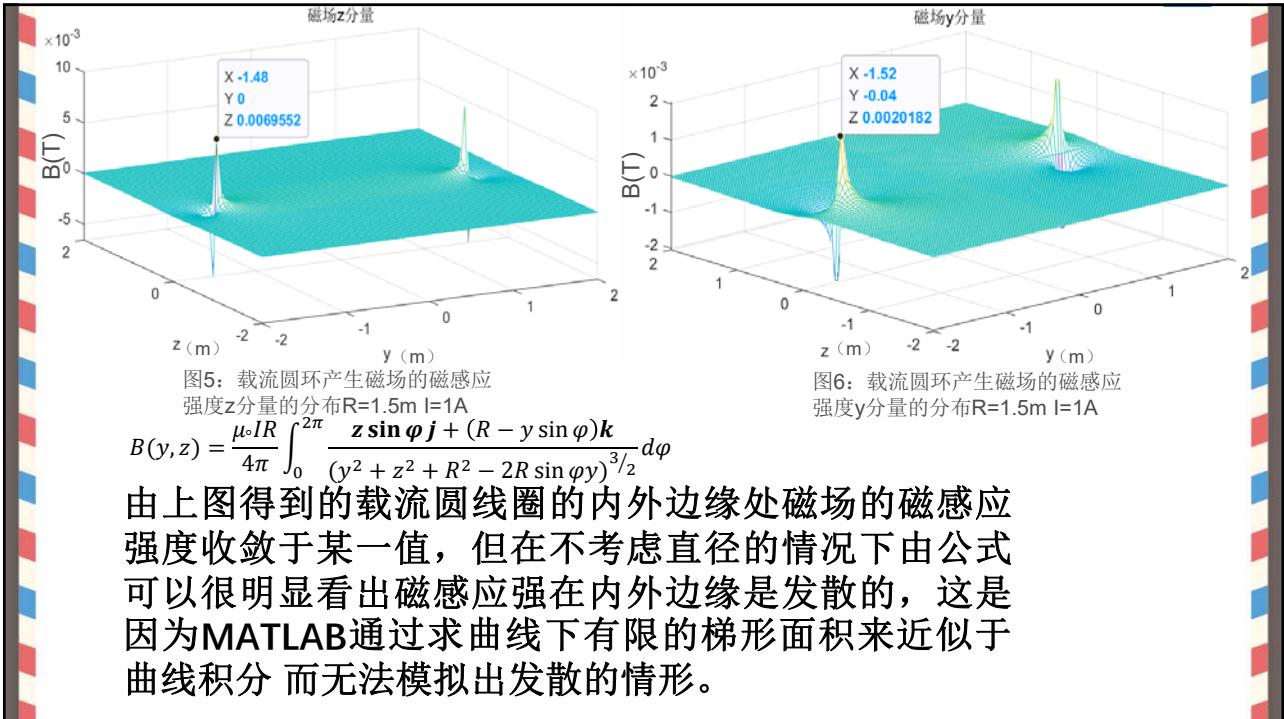 磁场z分量
×10-3
10
5
0
-5
B(T)
X -1.48
Y 0
Z 0.0069552
2
0
-2
z（m）
-2
-1
0
1
2
y（m）
图5：载流圆环产生磁场的磁感应
强度z分量的分布R=1.5m I=1A
磁场y分量
×10-3
2
1
0
-1
-2
B(T)
X -1.52
Y -0.04
Z 0.0020182
2
1
0
-1
-2
z（m）
-2
-1
0
1
2
y（m）
图6：载流圆环产生磁场的磁感应
强度y分量的分布R=1.5m I=1A
B(y, z) = μ∘IR/4π ∫₀^2π (z sin φ j + (R − y sin φ)k)/(y² + z² + R² − 2R sin φy)^3/2 dφ
由上图得到的载流圆线圈的内外边缘处磁场的磁感应
强度收敛于某一值，但在不考虑直径的情况下由公式
可以很明显看出磁感应强在内外边缘是发散的，这是
因为MATLAB通过求曲线下有限的梯形面积来近似于
曲线积分 而无法模拟出发散的情形。